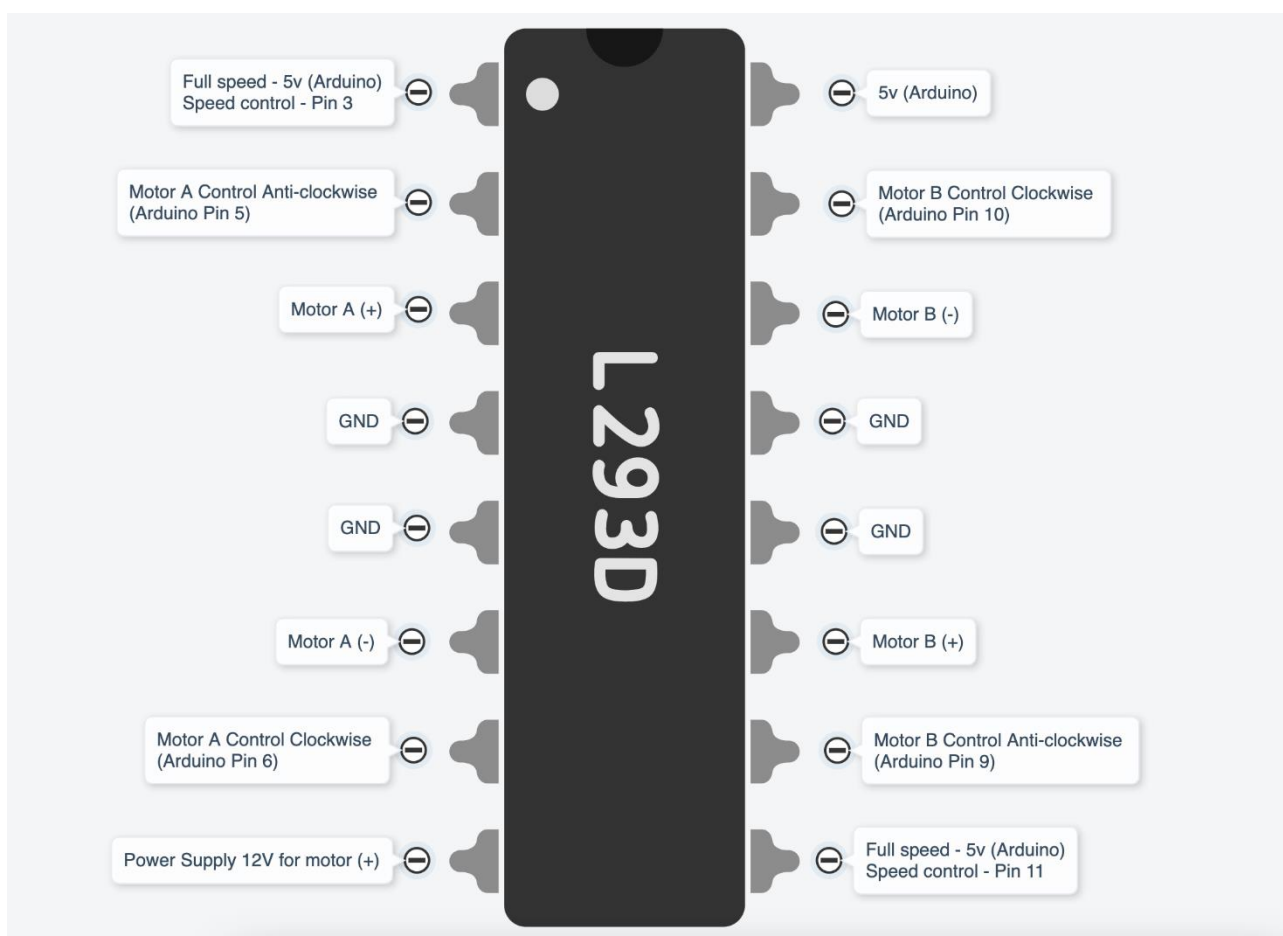 Full speed - 5v (Arduino)
Speed control - Pin 3
Motor A Control Anti-clockwise
(Arduino Pin 5)
Motor A (+)
GND
GND
Motor A (-)
Motor A Control Clockwise
(Arduino Pin 6)
Power Supply 12V for motor (+)
L293D
5v (Arduino)
Motor B Control Clockwise
(Arduino Pin 10)
Motor B (-)
GND
GND
Motor B (+)
Motor B Control Anti-clockwise
(Arduino Pin 9)
Full speed - 5v (Arduino)
Speed control - Pin 11